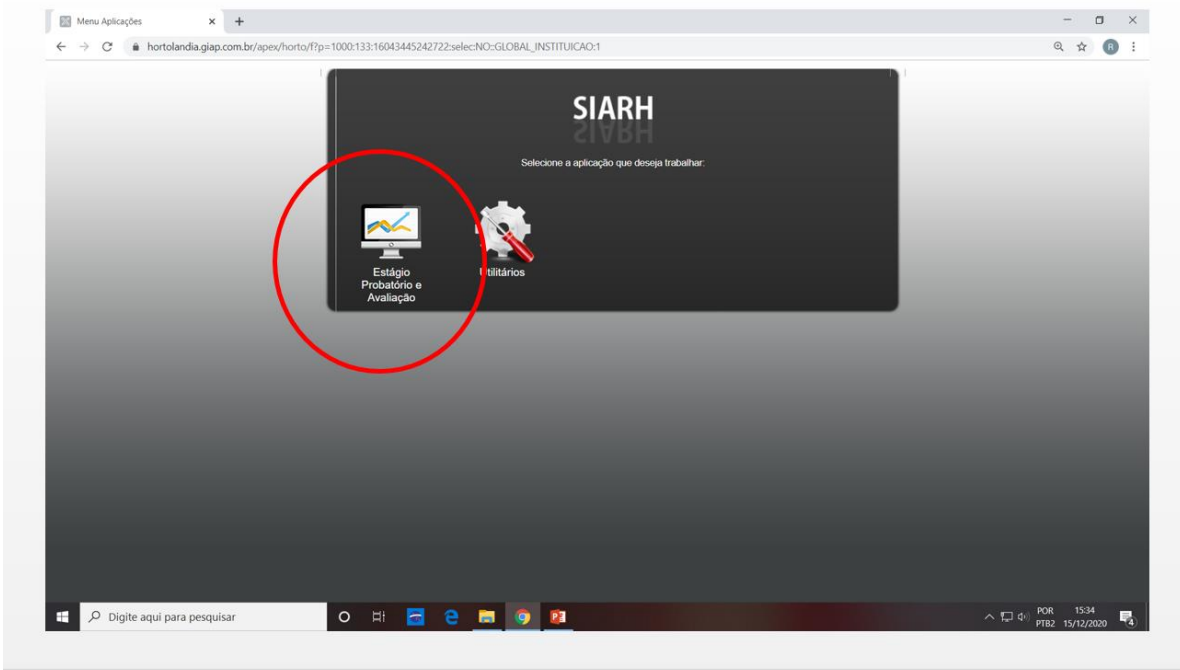 Menu Aplicações
hortolandia.giap.com.br/apex/horto/f?p=1000:133:16043445242722:selec:NO::GLOBAL_INSTITUICAO:1
R
SIARH
Selecione a aplicação que deseja trabalhar:
Estágio
Probatório e
Avaliação
Utilitários
Digite aqui para pesquisar
POR 15:34
PTB2 15/12/2020
4